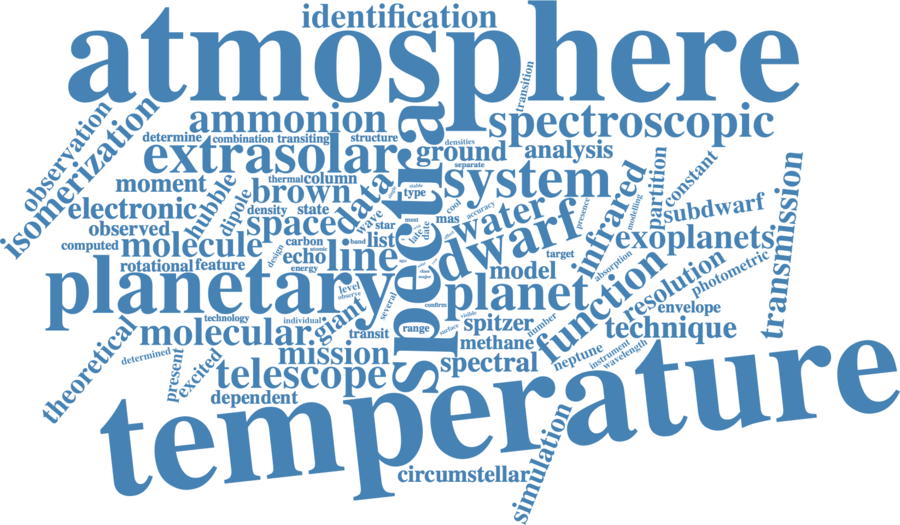 identification
atmosphere
transition
observation
isomerization
ammonion
spectroscopic
determine
combination
transiting
structure
densities
extrasolar
ground
analysis
separate
spectra
thermal
column
moment
hubble
dipole
brown
data
type
stable
system
infrared
partition
constant
electronic
density
state
space
wave
star
most
mas
cool
accuracy
water
presence
modelling
subdwarf
transmission
observed
computed
molecule
design
carbon
atomic
line
list
band
late
date
dwarf
exoplanets
rotational
feature
echo
energy
target
absorption
model
planetary
level
observe
several
major
planet
function
resolution
photometric
confirm
technology
individual
giant
range
surface
visible
spitzer
number
envelope
theoretical
molecular
transit
methane
technique
determined
present
excited
mission
spectral
neptune
instrument
wavelength
telescope
dependent
temperature
circumstellar
simulation